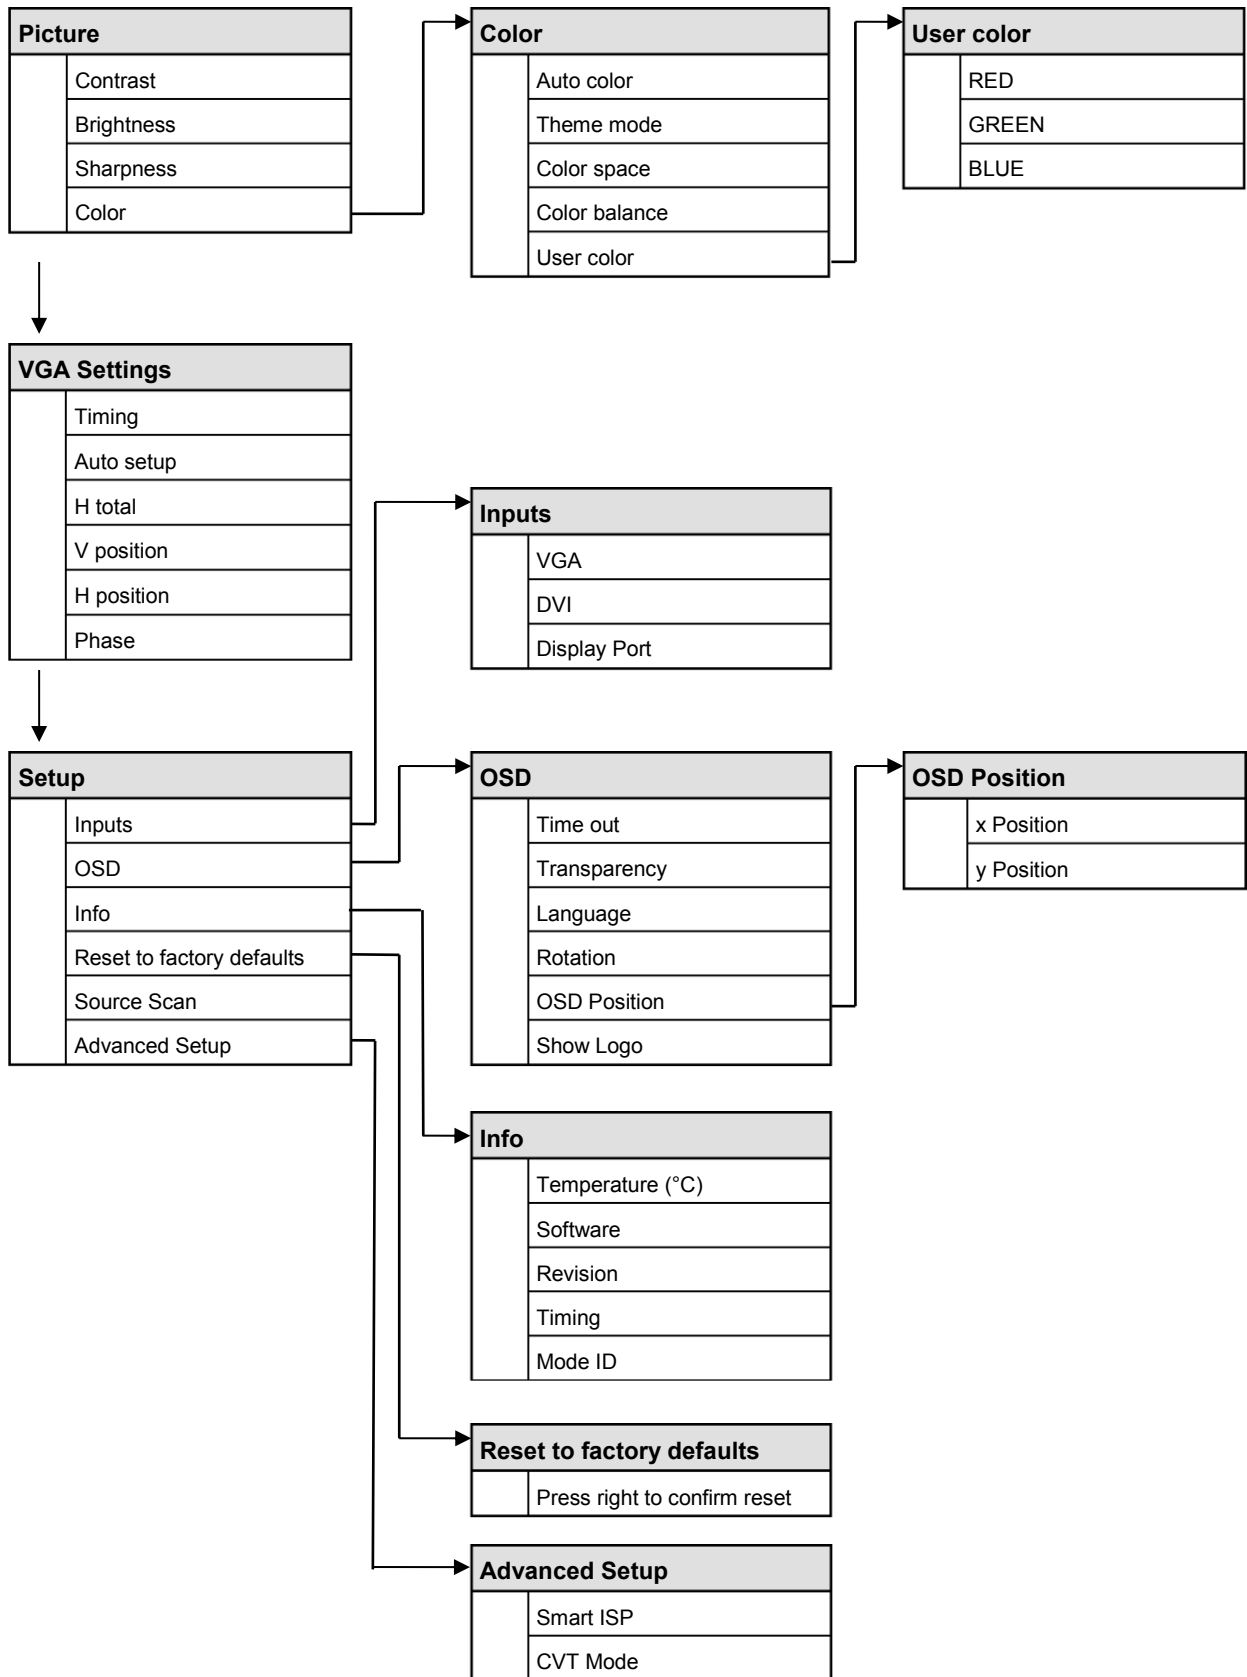 Picture
Contrast
Brightness
Sharpness
Color
Color
Auto color
Theme mode
Color space
Color balance
User color
User color
RED
GREEN
BLUE
VGA Settings
Timing
Auto setup
H total
V position
H position
Phase
Inputs
VGA
DVI
Display Port
Setup
Inputs
OSD
Info
Reset to factory defaults
Source Scan
Advanced Setup
OSD
Time out
Transparency
Language
Rotation
OSD Position
Show Logo
OSD Position
x Position
y Position
Info
Temperature (°C)
Software
Revision
Timing
Mode ID
Reset to factory defaults
Press right to confirm reset
Advanced Setup
Smart ISP
CVT Mode